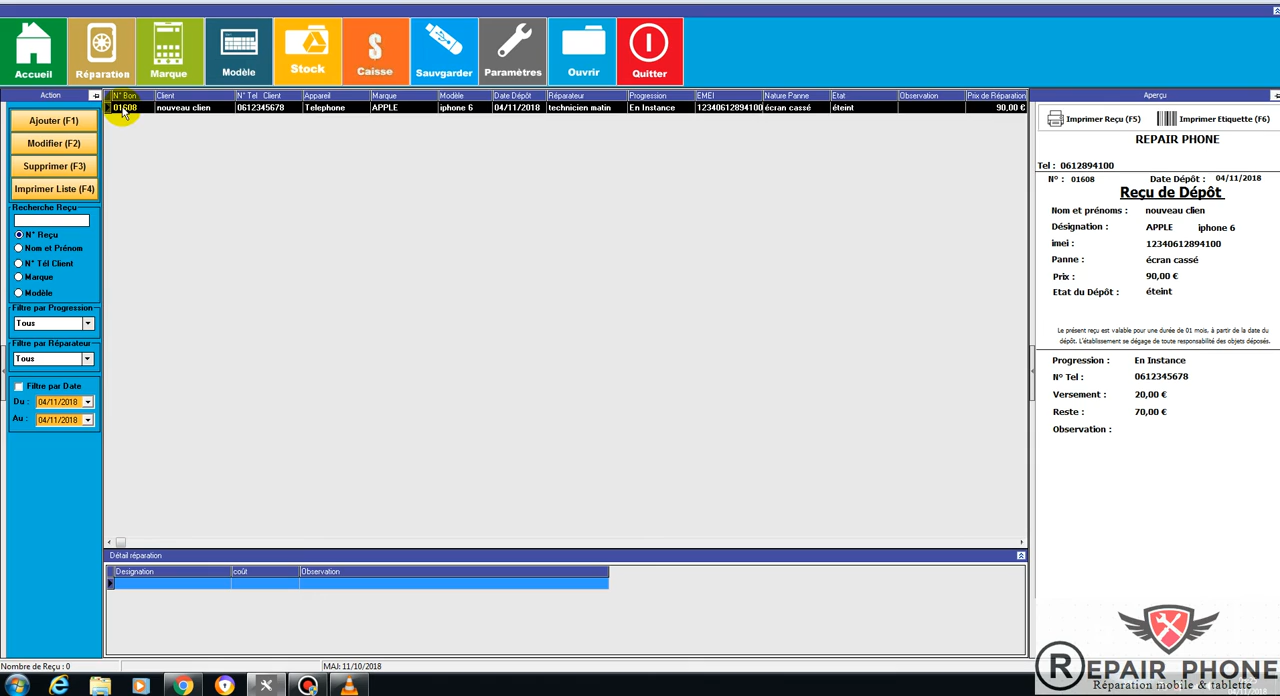 Accueil
Réparation
Marque
Modèle
Stock
$
Caisse
Sauvgarder
Paramètres
Ouvrir
Quitter
Action
Ajouter (F1)
Modifier (F2)
Supprimer (F3)
Imprimer Liste (F4)
Recherche Reçu
N° Reçu
Nom et Prénom
N° Tél Client
Marque
Modèle
Filtre par Progression
Tous
Filtre par Réparateur
Tous
Filtre par Date
Du : 04/11/2018
Au : 04/11/2018
N° Bon Client N° Tel Client Appareil Marque Modèle Date Dépôt Réparateur Progression EMEI Nature Panne Etat Observation Prix de Réparation
01608 nouveau clien 0612345678 Telephone APPLE iphone 6 04/11/2018 technicien matin En Instance 12340612894100 écran cassé éteint 90,00 €
Détail réparation
Designation coût Observation
Aperçu
Imprimer Reçu (F5) Imprimer Etiquette (F6)
REPAIR PHONE
Tel : 0612894100
N° : 01608 Date Dépôt : 04/11/2018
Reçu de Dépôt
Nom et prénoms : nouveau clien
Désignation : APPLE iphone 6
imei : 12340612894100
Panne : écran cassé
Prix : 90,00 €
Etat du Dépôt : éteint
Le présent reçu est valable pour une durée de 01 mois. à partir de la date du
dépôt. L'établissement se dégage de toute responsabilité des objets déposés.
Progression : En Instance
N° Tel : 0612345678
Versement : 20,00 €
Reste : 70,00 €
Observation :
Nombre de Reçu : 0
MAJ: 11/10/2018
REPAIR PHONE
Réparation mobile & tablette